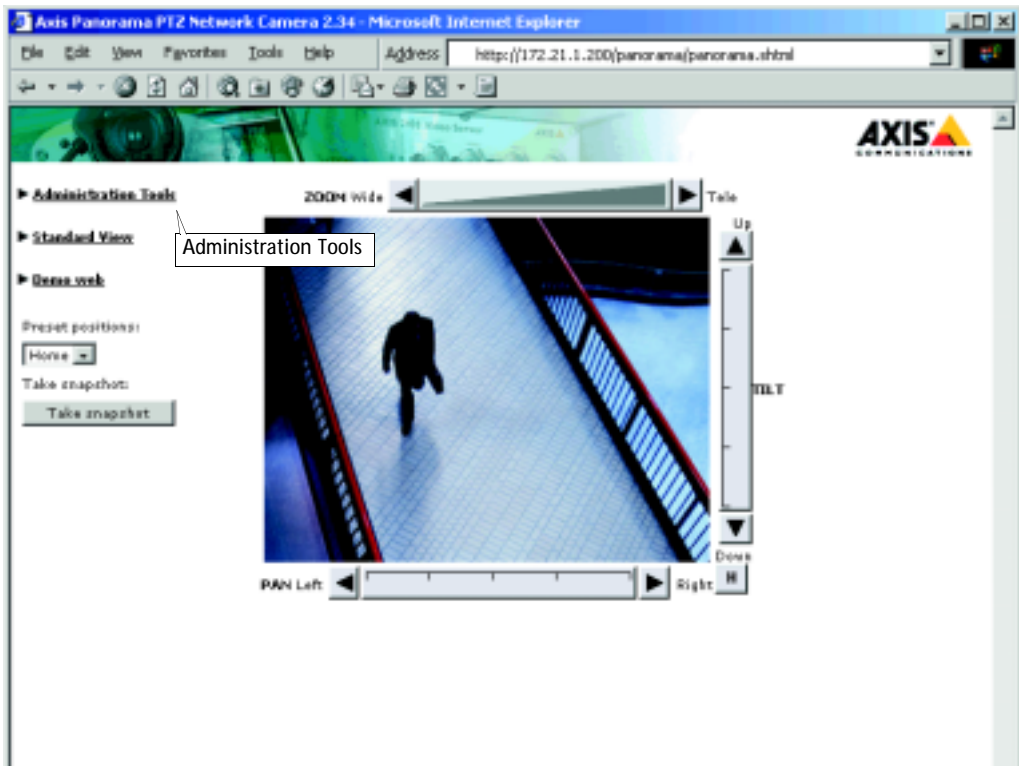 Axis Panorama PTZ Network Camera 2.34 - Microsoft Internet Explorer
File Edit View Favorites Tools Help Address http://172.21.1.200/panorama/panorama.shtml
AXIS
COMMUNICATIONS
Administration Tools
ZOOM Wide Tele
Up
Standard View
Administration Tools
Demo web
Preset positions:
Home
Take snapshot:
TILT
Take snapshot
Down
PAN Left Right H